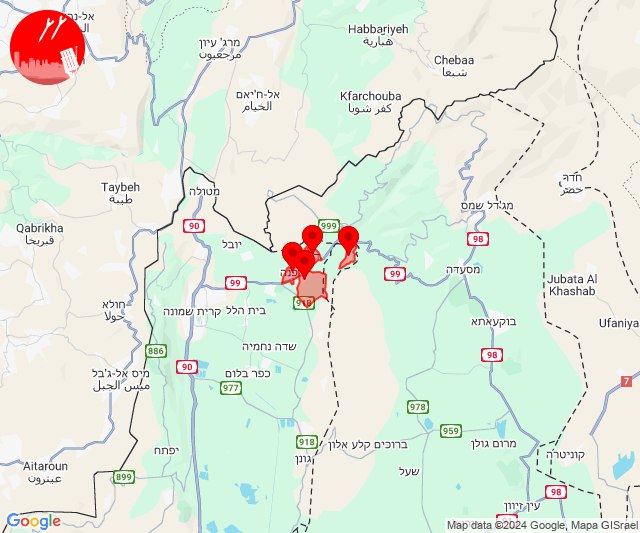 Habbariyeh
هبارية
אל-נח
מרג' עיון
مرجعيون
Chebaa
شبعا
אל-ח'יאם
الخيام
Kfarchouba
كفر شوبا
Taybeh
طيبة
מטולה
חדר
حضر
מג'דל שמס
999
90
98
Qabrikha
قبريخا
יובל
99
99
מסעדה
Jubata Al
Khashab
חולא
حولا
קרית שמונה
בית הלל
918
בוקעאתא
Ufaniya
886
שדה נחמיה
98
מיס אל-ג'בל
ميس الجبل
90
977
כפר בלום
7
978
959
918
ברוכים קלע אלון
מרום גולן
יפתח
גונן
קוניטרה
Aitaroun
عيترون
899
שעל
98
עין זיוון
Google
Map data ©2024 Google, Mapa GISrael